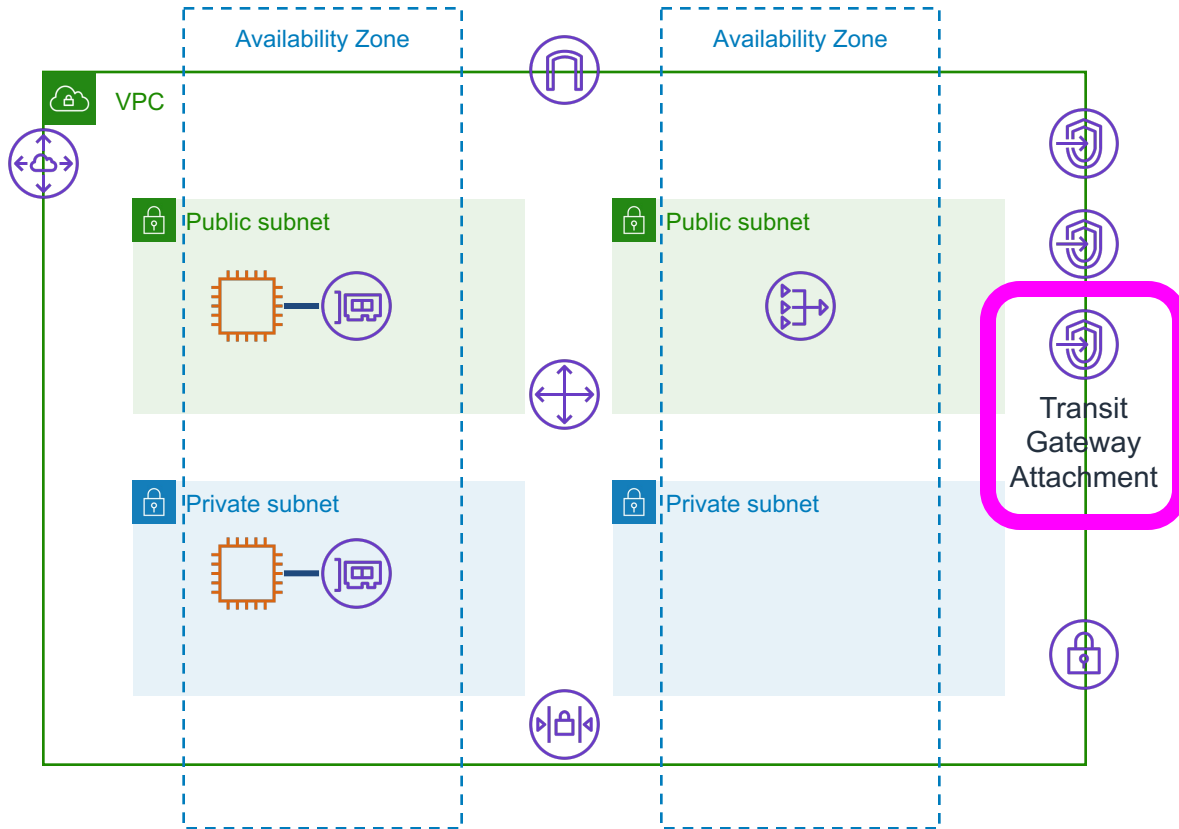 Availability Zone
Availability Zone
VPC
Public subnet
Public subnet
Transit
Gateway
Attachment
Private subnet
Private subnet